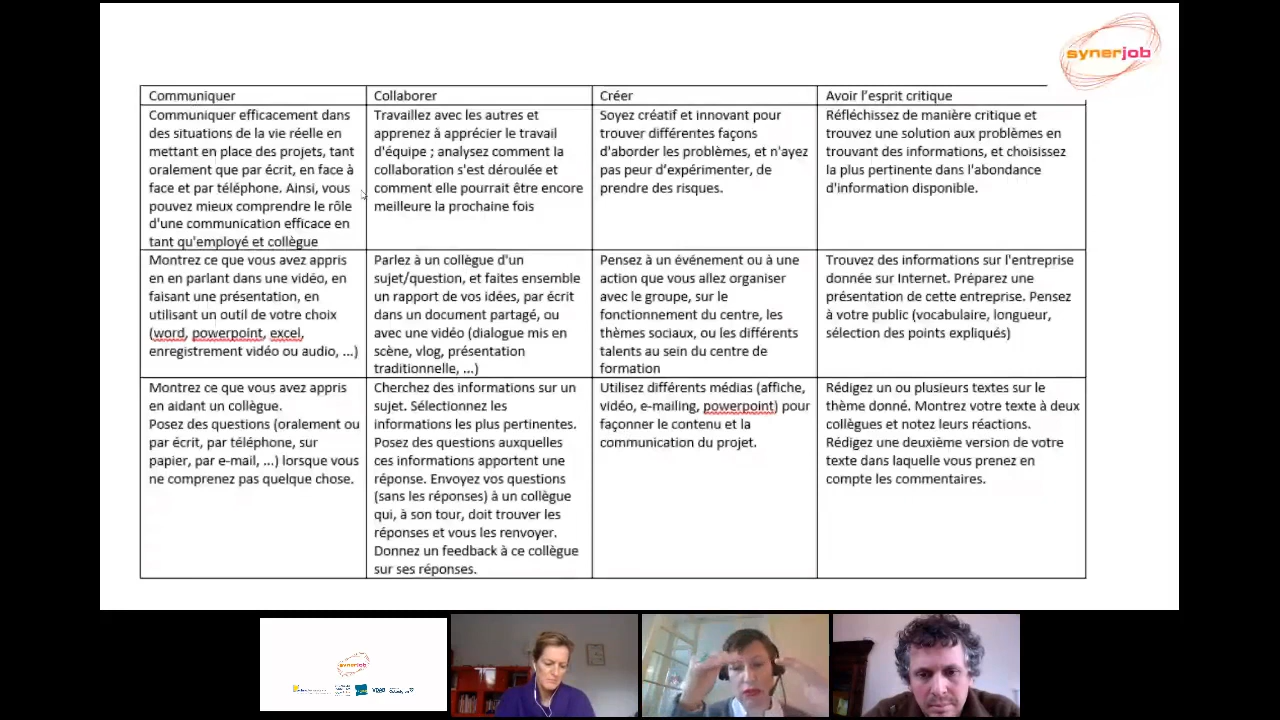 synerjob
Communiquer
Communiquer efficacement dans
des situations de la vie réelle en
mettant en place des projets, tant
oralement que par écrit, en face à
face et par téléphone. Ainsi, vous
pouvez mieux comprendre le rôle
d'une communication efficace en
tant qu'employé et collègue
Collaborer
Travaillez avec les autres et
apprenez à apprécier le travail
d'équipe ; analysez comment la
collaboration s'est déroulée et
comment elle pourrait être encore
meilleure la prochaine fois
Créer
Soyez créatif et innovant pour
trouver différentes façons
d'aborder les problèmes, et n'ayez
pas peur d'expérimenter, de
prendre des risques.
Avoir l'esprit critique
Réfléchissez de manière critique et
trouvez une solution aux problèmes en
trouvant des informations, et choisissez
la plus pertinente dans l'abondance
d'information disponible.
Montrez ce que vous avez appris
en en parlant dans une vidéo, en
faisant une présentation, en
utilisant un outil de votre choix
(word, powerpoint, excel,
enregistrement vidéo ou audio, ...)
Parlez à un collègue d'un
sujet/question, et faites ensemble
un rapport de vos idées, par écrit
dans un document partagé, ou
avec une vidéo (dialogue mis en
scène, vlog, présentation
traditionnelle, ...)
Pensez à un événement ou à une
action que vous allez organiser
avec le groupe, sur le
fonctionnement du centre, les
thèmes sociaux, ou les différents
talents au sein du centre de
formation
Trouvez des informations sur l'entreprise
donnée sur Internet. Préparez une
présentation de cette entreprise. Pensez
à votre public (vocabulaire, longueur,
sélection des points expliqués)
Montrez ce que vous avez appris
en aidant un collègue.
Posez des questions (oralement ou
par écrit, par téléphone, sur
papier, par e-mail, ...) lorsque vous
ne comprenez pas quelque chose.
Cherchez des informations sur un
sujet. Sélectionnez les
informations les plus pertinentes.
Posez des questions auxquelles
ces informations apportent une
réponse. Envoyez vos questions
(sans les réponses) à un collègue
qui, à son tour, doit trouver les
réponses et vous les renvoyer.
Donnez un feedback à ce collègue
sur ses réponses.
Utilisez différents médias (affiche,
vidéo, e-mailing, powerpoint) pour
façonner le contenu et la
communication du projet.
Rédigez un ou plusieurs textes sur le
thème donné. Montrez votre texte à deux
collègues et notez leurs réactions.
Rédigez une deuxième version de votre
texte dans laquelle vous prenez en
compte les commentaires.
synerjob
VDAB